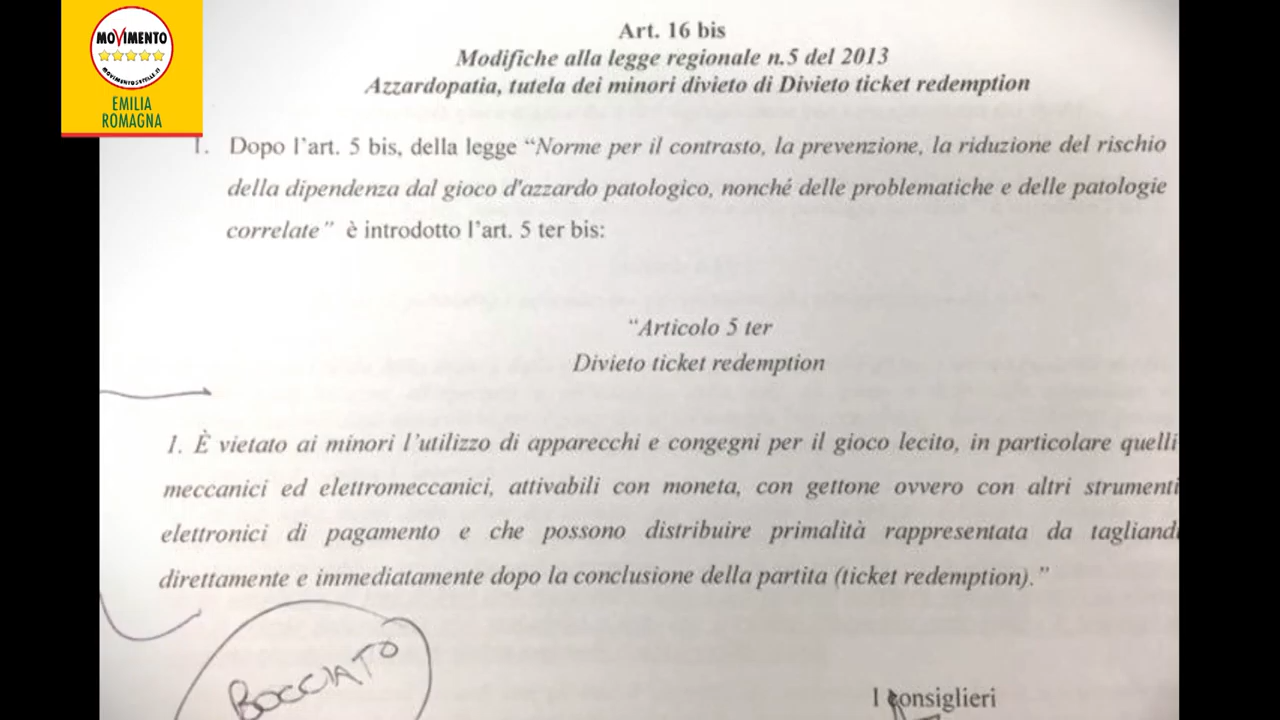 MOVIMENTO
MOVIMENTO5STELLE.IT
EMILIA
ROMAGNA
Art. 16 bis
Modifiche alla legge regionale n.5 del 2013
Azzardopatia, tutela dei minori divieto di Divieto ticket redemption
1. Dopo l'art. 5 bis, della legge “Norme per il contrasto, la prevenzione, la riduzione del rischio
della dipendenza dal gioco d'azzardo patologico, nonché delle problematiche e delle patologie
correlate” è introdotto l'art. 5 ter bis:
“Articolo 5 ter
Divieto ticket redemption
1. È vietato ai minori l'utilizzo di apparecchi e congegni per il gioco lecito, in particolare quelli
meccanici ed elettromeccanici, attivabili con moneta, con gettone ovvero con altri strumenti
elettronici di pagamento e che possono distribuire primalità rappresentata da tagliandi
direttamente e immediatamente dopo la conclusione della partita (ticket redemption).”
BOCCIATO
I consiglieri